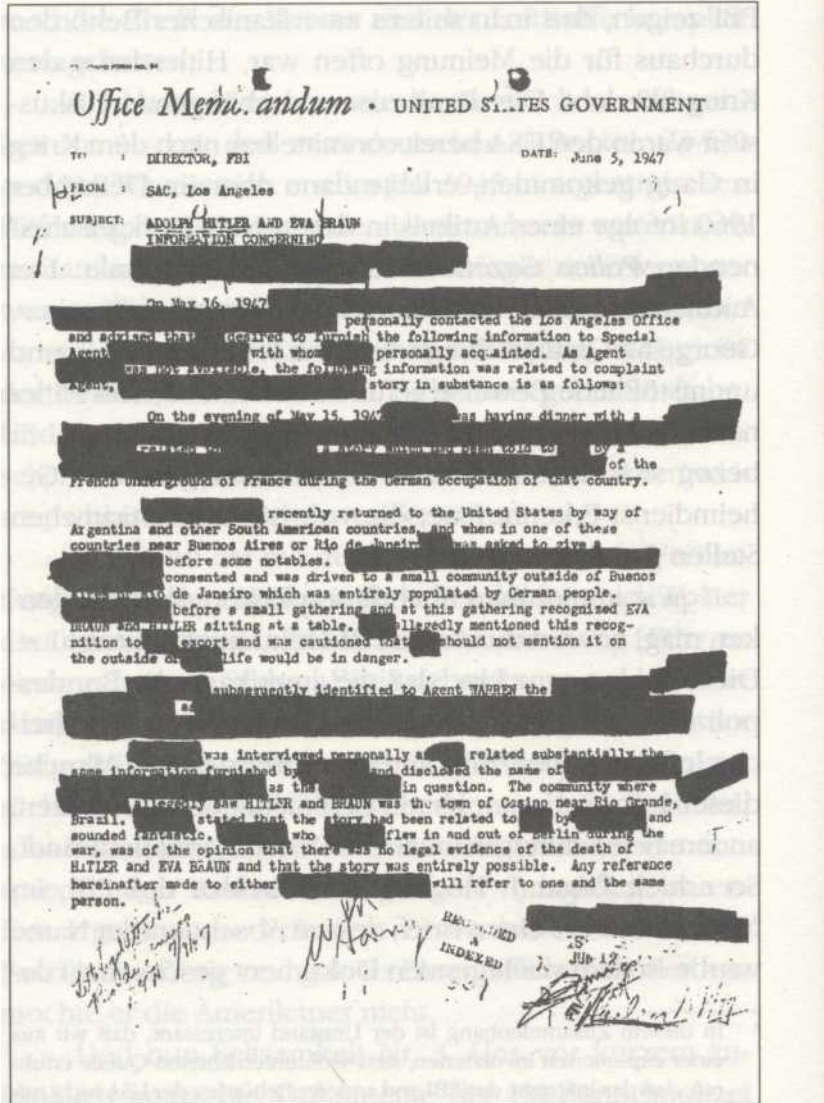 Office Memorandum • UNITED STATES GOVERNMENT
TO : DIRECTOR, FBI DATE: June 5, 1947
FROM : SAC, Los Angeles
SUBJECT: ADOLPH HITLER AND EVA BRAUN
INFORMATION CONCERNING
On May 16, 1947
personally contacted the Los Angeles Office
and advised that desired to furnish the following information to Special
Agent with whom personally acquainted. As Agent
was not available, the following information was related to complaint
Agent, story in substance is as follows:
On the evening of May 15, 1947 was having dinner with a
related a story which had been told to by a
of the
French Underground of France during the German occupation of that country.
recently returned to the United States by way of
Argentina and other South American countries, and when in one of these
countries near Buenos Aires or Rio de Janeiro was asked to give a
before some notables.
consented and was driven to a small community outside of Buenos
Aires or Rio de Janeiro which was entirely populated by German people.
before a small gathering and at this gathering recognized EVA
BRAUN and HITLER sitting at a table. allegedly mentioned this recog-
nition to escort and was cautioned that should not mention it on
the outside or life would be in danger.
subsequently identified to Agent WARREN the
was interviewed personally related substantially the
same information furnished by and disclosed the name of
as the in question. The community where
allegedly saw HITLER and BRAUN was the town of Casino near Rio Grande,
Brazil. stated that the story had been related to by and
sounded fantastic. who flew in and out of Berlin during the
war, was of the opinion that there was no legal evidence of the death of
HITLER and EVA BRAUN and that the story was entirely possible. Any reference
hereinafter made to either will refer to one and the same
person.
RECORDED
&
INDEXED